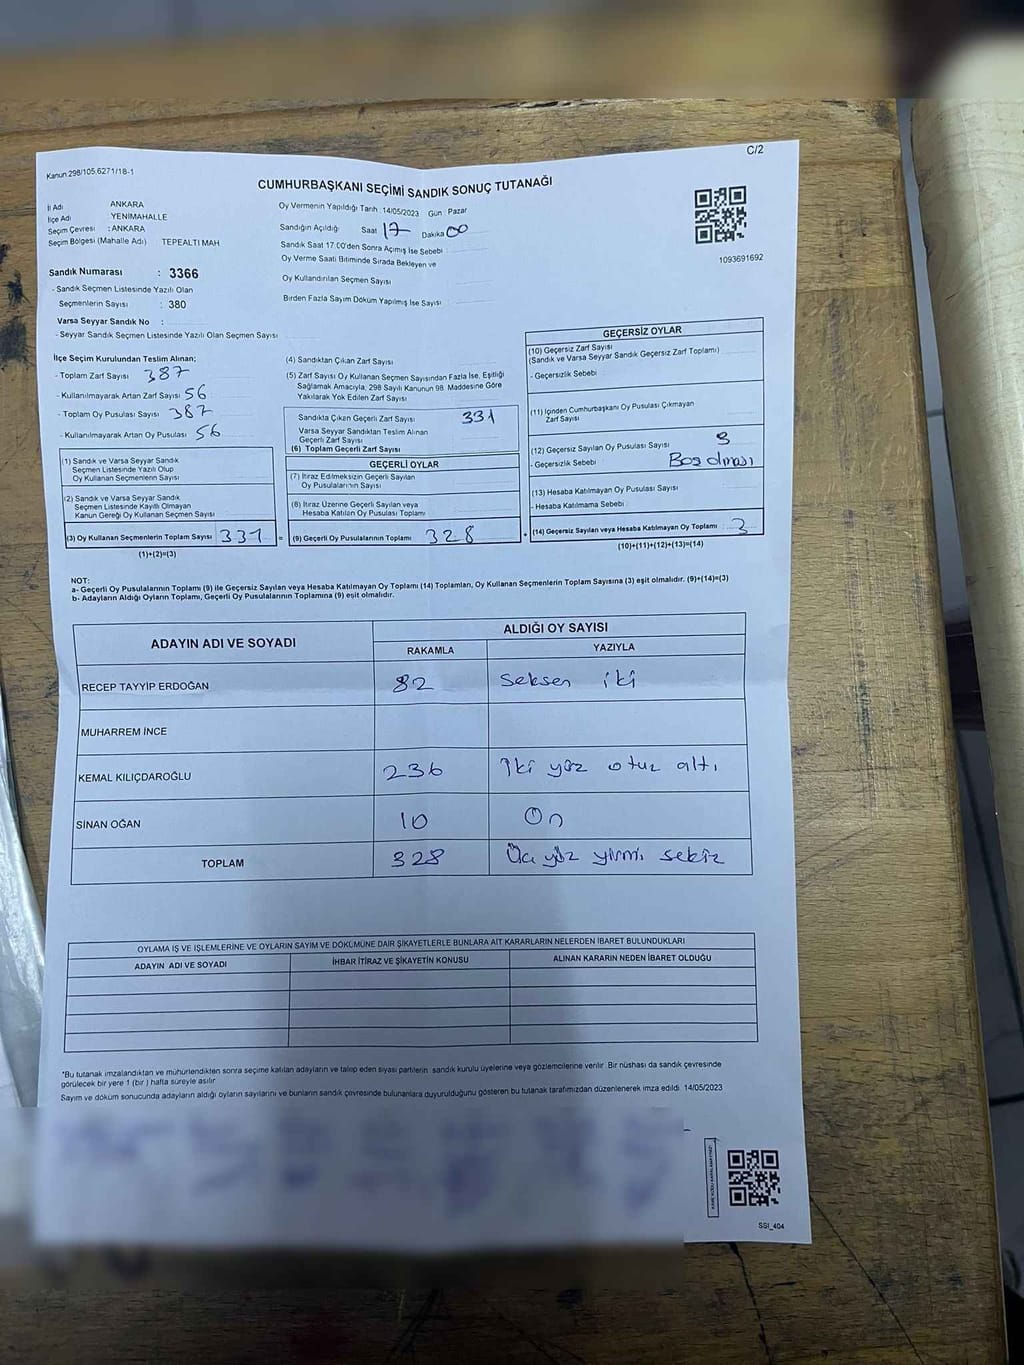 C/2
Kanun 298/105.6271/18-1
CUMHURBAŞKANI SEÇİMİ SANDIK SONUÇ TUTANAĞI
İl Adı ANKARA
İlçe Adı YENİMAHALLE
Seçim Çevresi : ANKARA
Seçim Bölgesi (Mahalle Adı) TEPEALTI MAH
Sandık Numarası : 3366
- Sandık Seçmen Listesinde Yazılı Olan
Seçmenlerin Sayısı : 380
Varsa Seyyar Sandık No :
- Seyyar Sandık Seçmen Listesinde Yazılı Olan Seçmen Sayısı
Oy Vermenin Yapıldığı Tarih :14/05/2023 Gün : Pazar
Sandığın Açıldığı Saat 17 Dakika 00
Sandık Saat 17:00'den Sonra Açımış İse Sebebi
Oy Verme Saati Bitiminde Sırada Bekleyen ve
Oy Kullandırılan Seçmen Sayısı
Birden Fazla Sayım Döküm Yapılmış İse Sayısı
1093691692
İlçe Seçim Kurulundan Teslim Alınan;
- Toplam Zarf Sayısı 387
- Kullanılmayarak Artan Zarf Sayısı 56
- Toplam Oy Pusulası Sayısı 387
- Kullanılmayarak Artan Oy Pusulası 56
(1) Sandık ve Varsa Seyyar Sandık
Seçmen Listesinde Yazılı Olup
Oy Kullanan Seçmenlerin Sayısı
(2) Sandık ve Varsa Seyyar Sandık
Seçmen Listesinde Kayıtlı Olmayan
Kanun Gereği Oy Kullanan Seçmen Sayısı
(3) Oy Kullanan Seçmenlerin Toplam Sayısı 331
(1)+(2)=(3)
(4) Sandıktan Çıkan Zarf Sayısı
(5) Zarf Sayısı Oy Kullanan Seçmen Sayısından Fazla İse, Eşitliği
Sağlamak Amacıyla, 298 Sayılı Kanunun 98. Maddesine Göre
Yakılarak Yok Edilen Zarf Sayısı
Sandıkta Çıkan Geçerli Zarf Sayısı 331
Varsa Seyyar Sandıktan Teslim Alınan
Geçerli Zarf Sayısı
(6) Toplam Geçerli Zarf Sayısı
GEÇERLİ OYLAR
(7) İtiraz Edilmeksizin Geçerli Sayılan
Oy Pusulalarının Sayısı
(8) İtiraz Üzerine Geçerli Sayılan veya
Hesaba Katılan Oy Pusulası Toplamı
= (9) Geçerli Oy Pusulalarının Toplamı 328
GEÇERSİZ OYLAR
(10) Geçersiz Zarf Sayısı
(Sandık ve Varsa Seyyar Sandık Geçersiz Zarf Toplamı)
- Geçersizlik Sebebi
(11) İçinden Cumhurbaşkanı Oy Pusulası Çıkmayan
Zarf Sayısı
(12) Geçersiz Sayılan Oy Pusulası Sayısı 3
- Geçersizlik Sebebi Boş olması
(13) Hesaba Katılmayan Oy Pusulası Sayısı
- Hesaba Katılmama Sebebi
+ (14) Geçersiz Sayılan veya Hesaba Katılmayan Oy Toplamı 3
(10)+(11)+(12)+(13)=(14)
NOT:
a- Geçerli Oy Pusulalarının Toplamı (9) ile Geçersiz Sayılan veya Hesaba Katılmayan Oy Toplamı (14) Toplamları, Oy Kullanan Seçmenlerin Toplam Sayısına (3) eşit olmalıdır. (9)+(14)=(3)
b- Adayların Aldığı Oyların Toplamı, Geçerli Oy Pusulalarının Toplamına (9) eşit olmalıdır.
ADAYIN ADI VE SOYADI ALDIĞI OY SAYISI
RAKAMLA YAZIYLA
RECEP TAYYİP ERDOĞAN 82 Seksen iki
MUHARREM İNCE
KEMAL KILIÇDAROĞLU 236 İki yüz otuz altı
SİNAN OĞAN 10 On
TOPLAM 328 Üç yüz yirmi sekiz
OYLAMA İŞ VE İŞLEMLERİNE VE OYLARIN SAYIM VE DÖKÜMÜNE DAİR ŞİKAYETLERLE BUNLARA AİT KARARLARIN NELERDEN İBARET BULUNDUKLARI
ADAYIN ADI VE SOYADI İHBAR İTİRAZ VE ŞİKAYETİN KONUSU ALINAN KARARIN NEDEN İBARET OLDUĞU
*Bu tutanak imzalandıktan ve mühürlendikten sonra seçime katılan adayların ve talep eden siyasi partilerin sandık kurulu üyelerine veya gözlemcilerine verilir. Bir nüshası da sandık çevresinde
görülecek bir yere 1 (bir ) hafta süreyle asılır
Sayım ve döküm sonucunda adayların aldığı oyların sayılarını ve bunların sandık çevresinde bulunanlara duyurulduğunu gösteren bu tutanak tarafımızdan düzenlenerek imza edildi. 14/05/2023
SSI_404